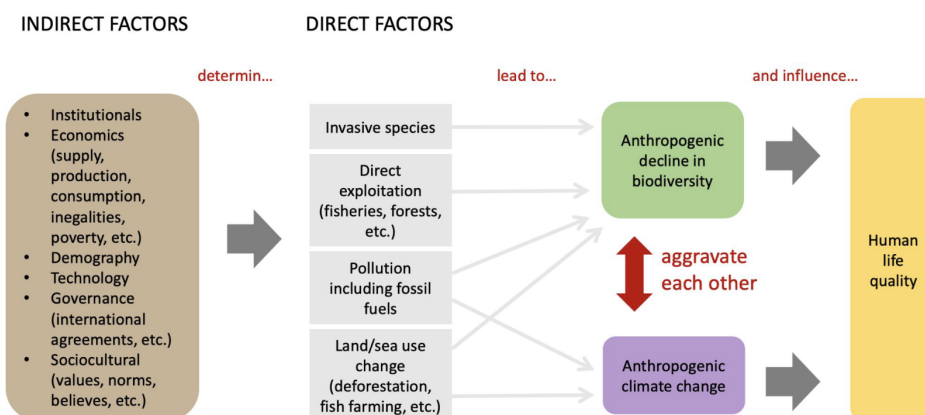 INDIRECT FACTORS
DIRECT FACTORS
determin...
lead to...
and influence...
• Institutionals
• Economics
(supply,
production,
consumption,
inegalities,
poverty, etc.)
• Demography
• Technology
• Governance
(international
agreements, etc.)
• Sociocultural
(values, norms,
believes, etc.)
Invasive species
Direct
exploitation
(fisheries, forests,
etc.)
Pollution
including fossil
fuels
Land/sea use
change
(deforestation,
fish farming, etc.)
Anthropogenic
decline in
biodiversity
aggravate
each other
Anthropogenic
climate change
Human
life
quality